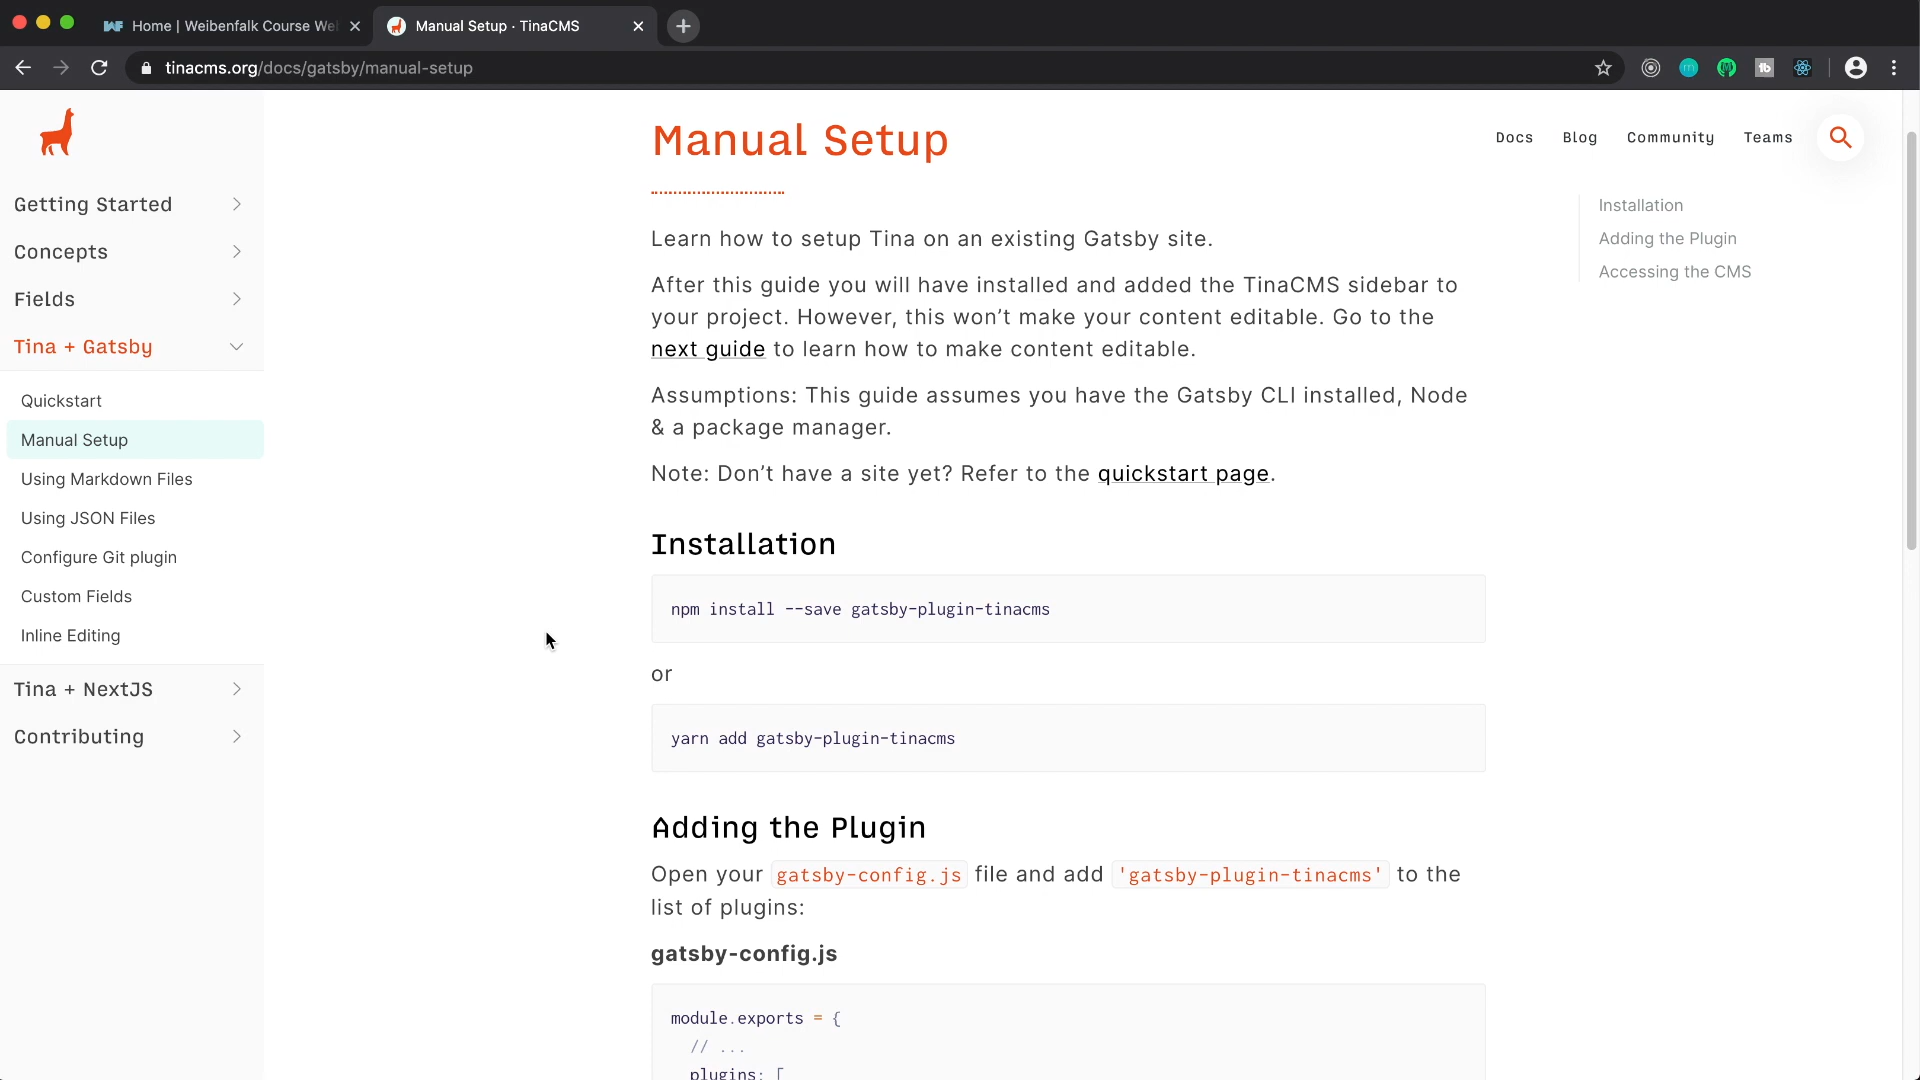 Home | Weibenfalk Course We
Manual Setup · TinaCMS
tinacms.org/docs/gatsby/manual-setup
Getting Started
Concepts
Fields
Tina + Gatsby
Quickstart
Manual Setup
Using Markdown Files
Using JSON Files
Configure Git plugin
Custom Fields
Inline Editing
Tina + NextJS
Contributing
Docs
Blog
Community
Teams
Manual Setup
Learn how to setup Tina on an existing Gatsby site.
After this guide you will have installed and added the TinaCMS sidebar to
your project. However, this won’t make your content editable. Go to the
next guide to learn how to make content editable.
Assumptions: This guide assumes you have the Gatsby CLI installed, Node
& a package manager.
Note: Don’t have a site yet? Refer to the quickstart page.
Installation
npm install --save gatsby-plugin-tinacms
or
yarn add gatsby-plugin-tinacms
Adding the Plugin
Open your gatsby-config.js file and add 'gatsby-plugin-tinacms' to the
list of plugins:
gatsby-config.js
module.exports = {
// ...
plugins: [
Installation
Adding the Plugin
Accessing the CMS